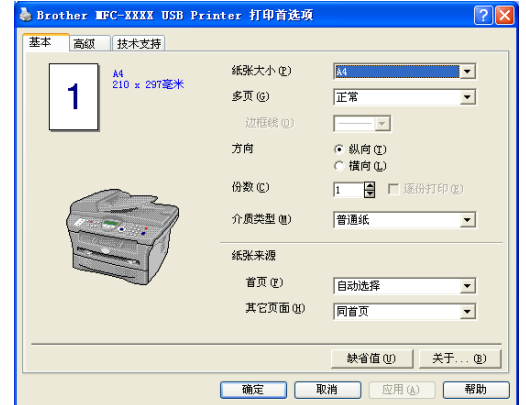 Brother MFC-XXXX USB Printer 打印首选项
基本 高级 技术支持
1
A4
210 x 297毫米
纸张大小(P) A4
多页(G) 正常
边框线(D)
方向 纵向(T)
横向(L)
份数(C) 1 逐份打印(E)
介质类型(M) 普通纸
纸张来源
首页(F) 自动选择
其它页面(H) 同首页
缺省值(U) 关于...(B)
确定 取消 应用(A) 帮助